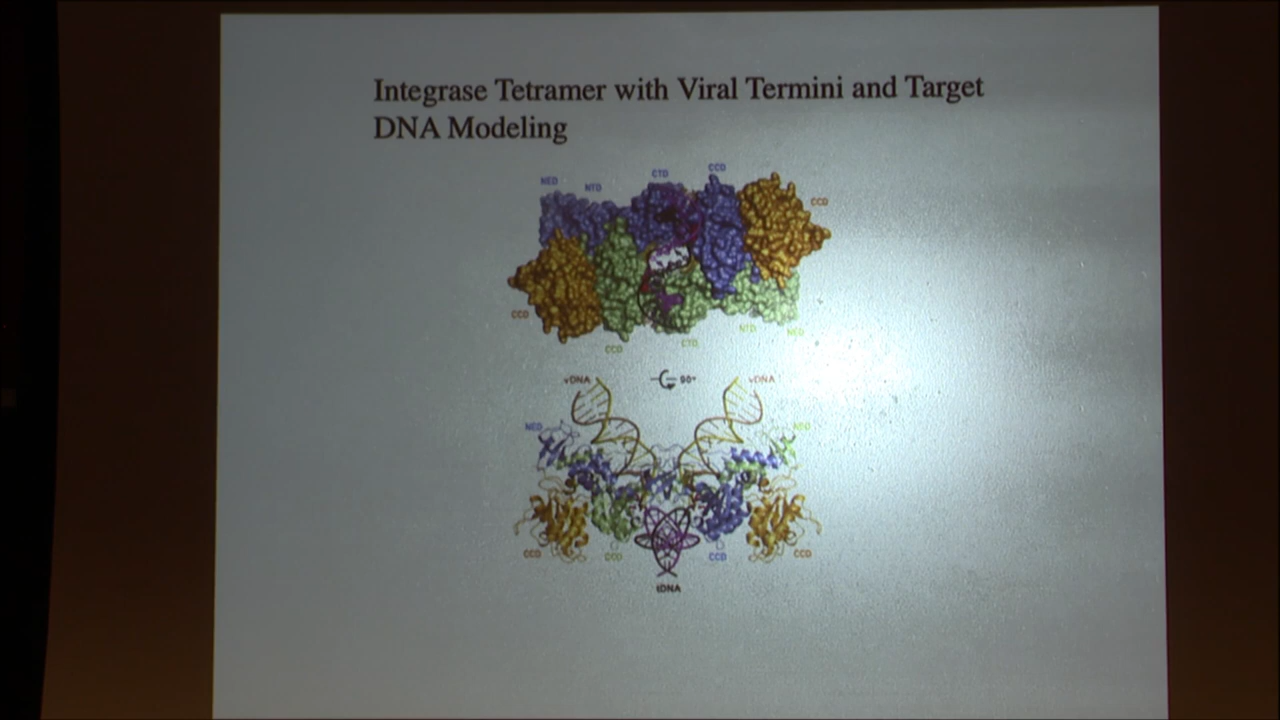 Integrase Tetramer with Viral Termini and Target
DNA Modeling
NED NTD CTD CCD
CCD
CCD
CCD CTD NTD NED
vDNA 90° vDNA
NED NED
CCD CCD CCD CCD
tDNA